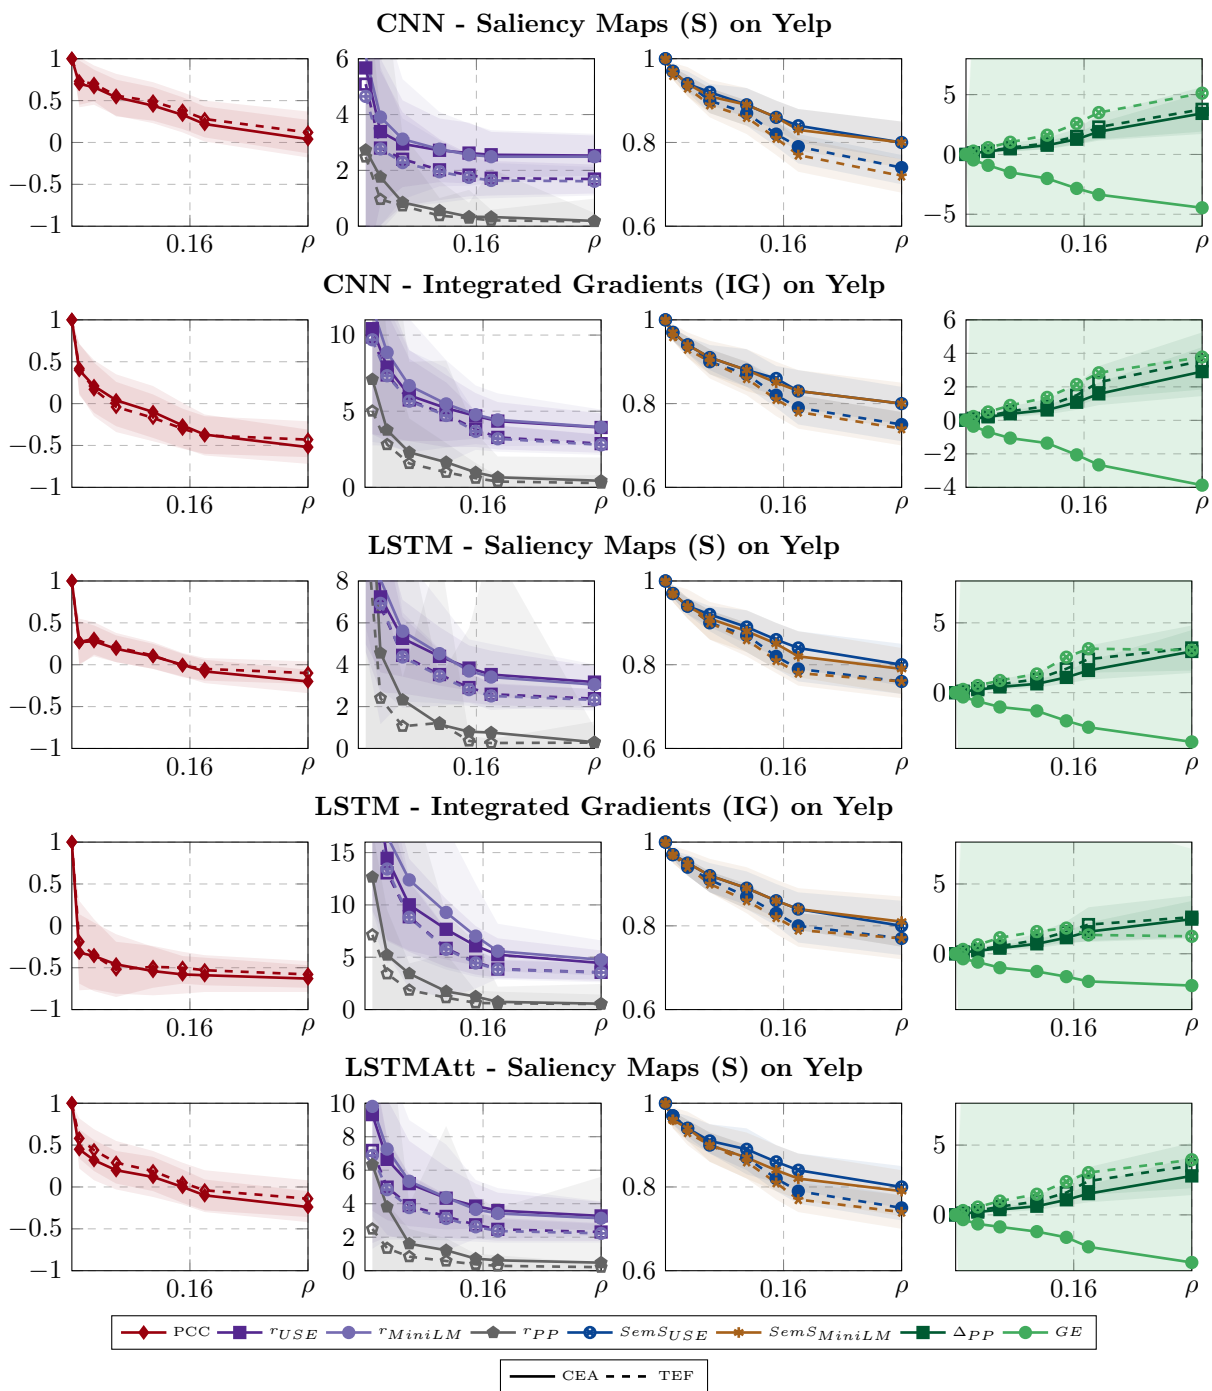 CNN - Saliency Maps (S) on Yelp
1 0.5 0 −0.5 −1 0.16 ρ
6 4 2 0 0.16 ρ
1 0.8 0.6 0.16 ρ
5 0 −5 0.16 ρ
CNN - Integrated Gradients (IG) on Yelp
1 0.5 0 −0.5 −1 0.16 ρ
10 5 0 0.16 ρ
1 0.8 0.6 0.16 ρ
6 4 2 0 −2 −4 0.16 ρ
LSTM - Saliency Maps (S) on Yelp
1 0.5 0 −0.5 −1 0.16 ρ
8 6 4 2 0 0.16 ρ
1 0.8 0.6 0.16 ρ
5 0 0.16 ρ
LSTM - Integrated Gradients (IG) on Yelp
1 0.5 0 −0.5 −1 0.16 ρ
15 10 5 0 0.16 ρ
1 0.8 0.6 0.16 ρ
5 0 0.16 ρ
LSTMAtt - Saliency Maps (S) on Yelp
1 0.5 0 −0.5 −1 0.16 ρ
10 8 6 4 2 0 0.16 ρ
1 0.8 0.6 0.16 ρ
5 0 0.16 ρ
PCC r_USE r_MiniLM r_PP SemS_USE SemS_MiniLM Δ_PP GE
CEA TEF